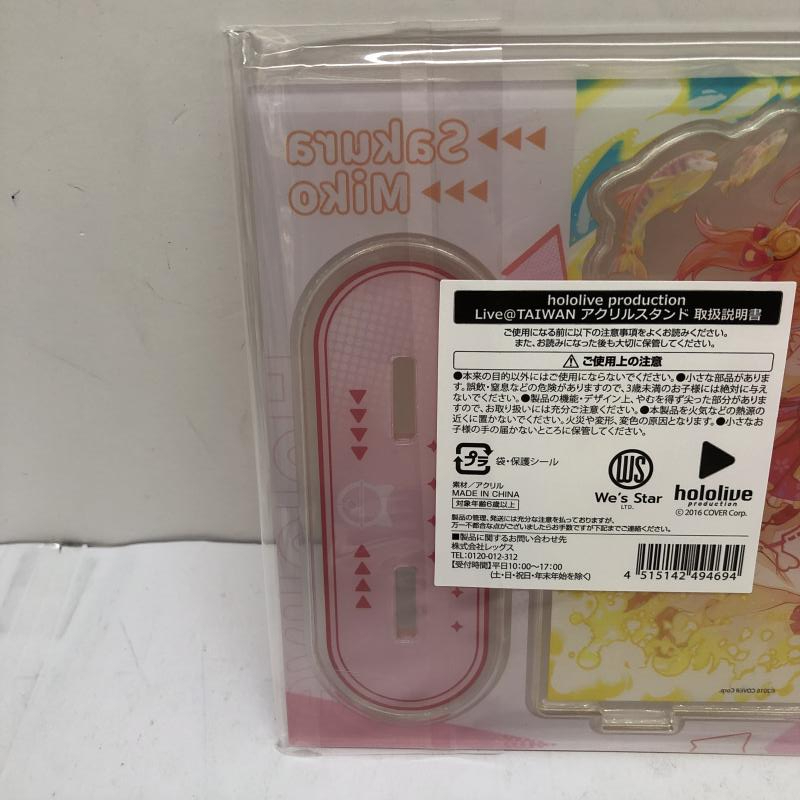 Sakura
Miko
hololive production
Live@TAIWAN アクリルスタンド 取扱説明書
ご使用になる前に以下の注意事項をよくお読みください。
また、お読みになった後も大切に保管してください。
ご使用上の注意
●本来の目的以外にはご使用にならないでください。●小さな部品がありま
す。誤飲・窒息などの危険がありますので、3歳未満のお子様には絶対に与え
ないでください。●製品の機能・デザイン上、やむを得ず尖った部分があります
ので、お取り扱いには充分ご注意ください。●本製品を火気などの熱源の
近くに置かないでください。火災や変形、変色の原因となります。●小さなお
子様の手の届かないところに保管してください。
プラ 袋・保護シール
素材/アクリル
MADE IN CHINA
対象年齢6歳以上
WS
We's Star
LTD.
hololive
production
© 2016 COVER Corp.
製品の管理、発送には充分な注意を払っておりますが、
万一不都合な点がございましたらお手数ですが下記までご連絡ください。
■製品に関するお問い合わせ先
株式会社レッグス
TEL:0120-012-312
【受付時間】平日10:00~17:00
(土・日・祝日・年末年始を除く)
4 515142 494694
©2016 COVER Corp.